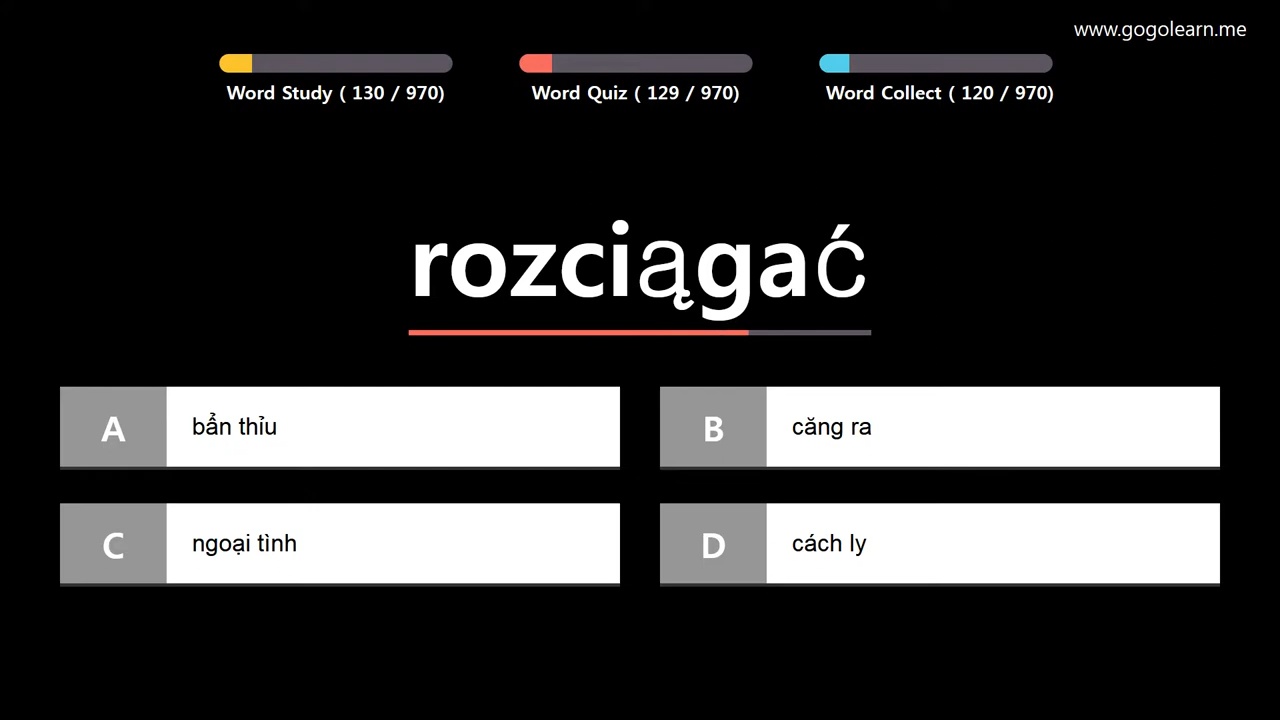 www.gogolearn.me
Word Study ( 130 / 970)
Word Quiz ( 129 / 970)
Word Collect ( 120 / 970)
rozciągać
A bẩn thỉu
B căng ra
C ngoại tình
D cách ly